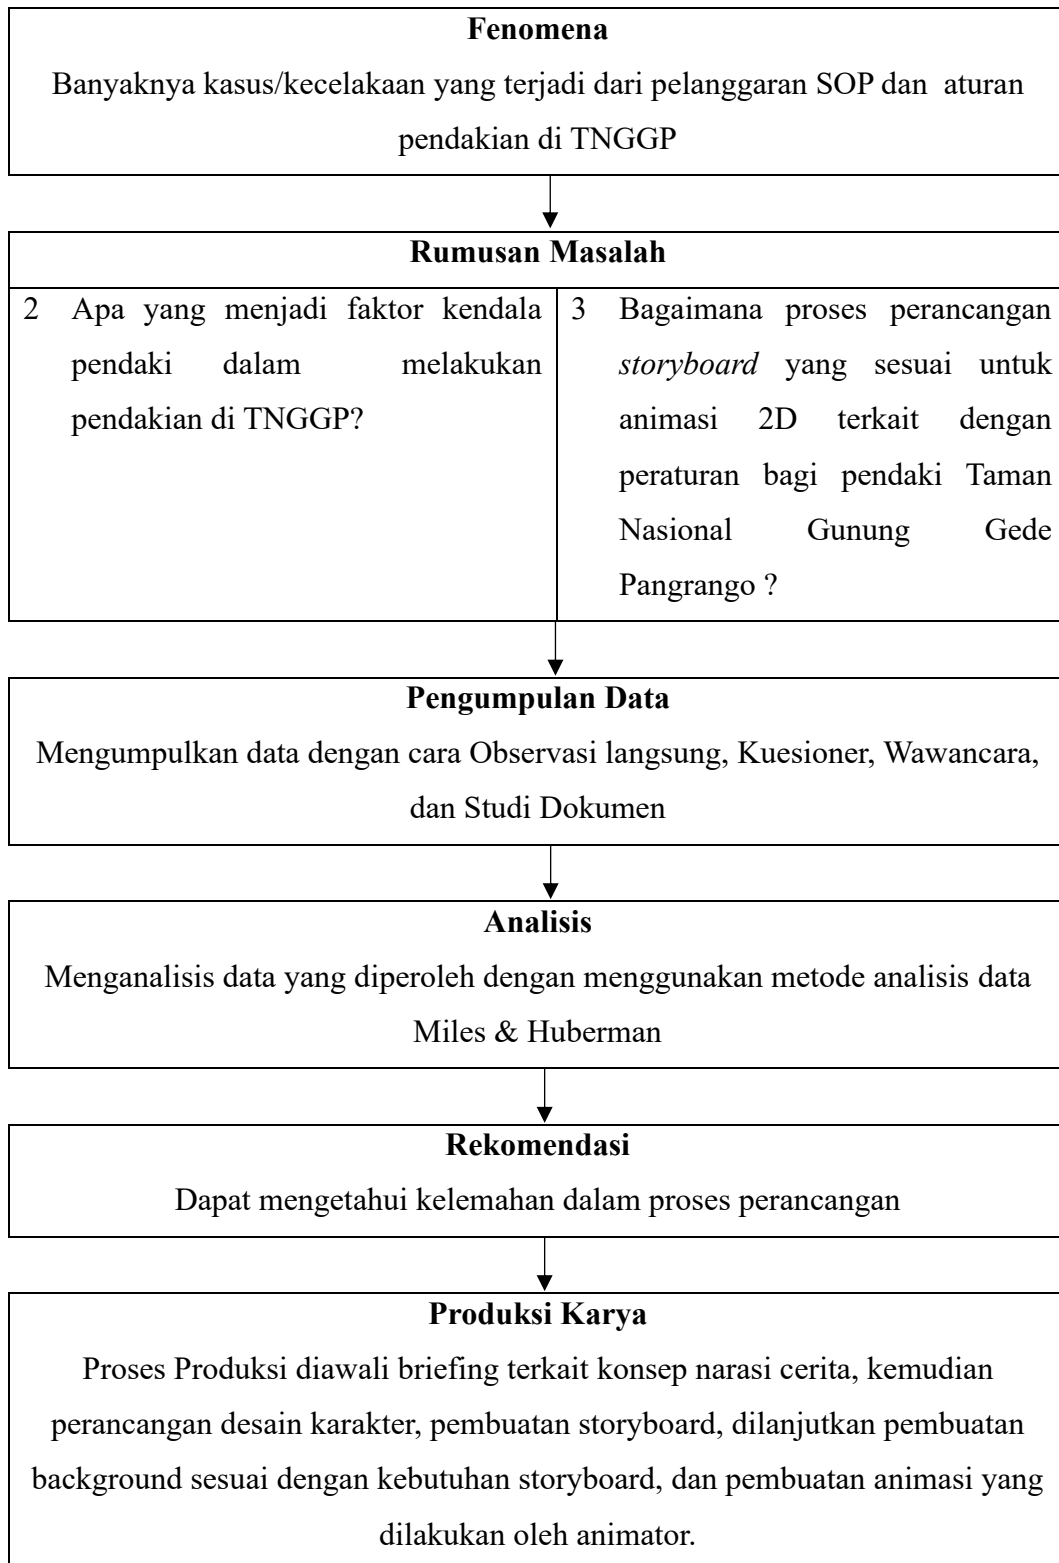 Fenomena
Banyaknya kasus/kecelakaan yang terjadi dari pelanggaran SOP dan  aturan
pendakian di TNGGP
Rumusan Masalah
2 Apa yang menjadi faktor kendala
pendaki dalam melakukan
pendakian di TNGGP?
3 Bagaimana proses perancangan
storyboard yang sesuai untuk
animasi 2D terkait dengan
peraturan bagi pendaki Taman
Nasional Gunung Gede
Pangrango ?
Pengumpulan Data
Mengumpulkan data dengan cara Observasi langsung, Kuesioner, Wawancara,
dan Studi Dokumen
Analisis
Menganalisis data yang diperoleh dengan menggunakan metode analisis data
Miles & Huberman
Rekomendasi
Dapat mengetahui kelemahan dalam proses perancangan
Produksi Karya
Proses Produksi diawali briefing terkait konsep narasi cerita, kemudian
perancangan desain karakter, pembuatan storyboard, dilanjutkan pembuatan
background sesuai dengan kebutuhan storyboard, dan pembuatan animasi yang
dilakukan oleh animator.